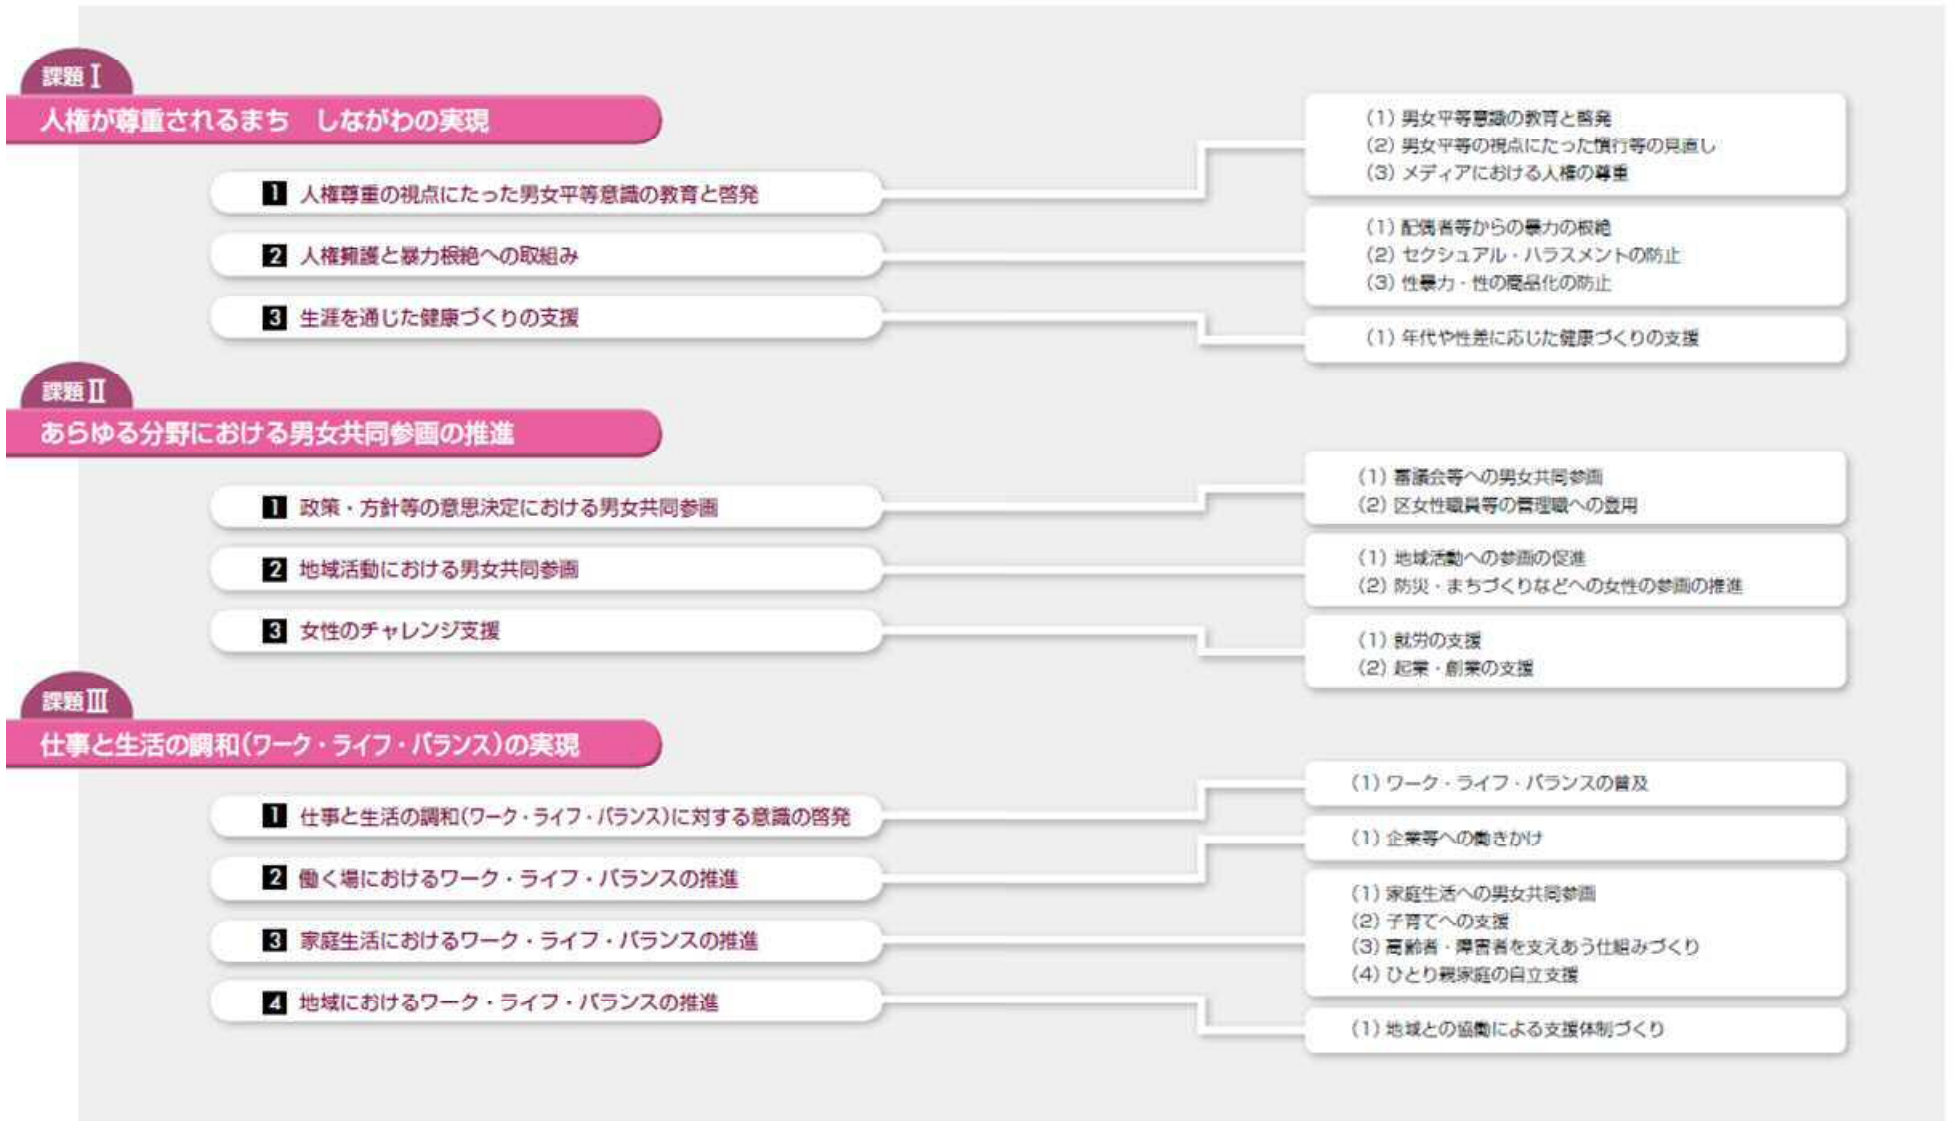 課題Ⅰ
人権が尊重されるまち　しながわの実現
1 人権尊重の視点にたった男女平等意識の教育と啓発
(1) 男女平等意識の教育と啓発
(2) 男女平等の視点にたった慣行等の見直し
(3) メディアにおける人権の尊重
2 人権擁護と暴力根絶への取組み
(1) 配偶者等からの暴力の根絶
(2) セクシュアル・ハラスメントの防止
(3) 性暴力・性の商品化の防止
3 生涯を通じた健康づくりの支援
(1) 年代や性差に応じた健康づくりの支援
課題Ⅱ
あらゆる分野における男女共同参画の推進
1 政策・方針等の意思決定における男女共同参画
(1) 審議会等への男女共同参画
(2) 区女性職員等の管理職への登用
2 地域活動における男女共同参画
(1) 地域活動への参画の促進
(2) 防災・まちづくりなどへの女性の参画の推進
3 女性のチャレンジ支援
(1) 就労の支援
(2) 起業・創業の支援
課題Ⅲ
仕事と生活の調和(ワーク・ライフ・バランス)の実現
1 仕事と生活の調和(ワーク・ライフ・バランス)に対する意識の啓発
(1) ワーク・ライフ・バランスの普及
2 働く場におけるワーク・ライフ・バランスの推進
(1) 企業等への働きかけ
3 家庭生活におけるワーク・ライフ・バランスの推進
(1) 家庭生活への男女共同参画
(2) 子育てへの支援
(3) 高齢者・障害者を支えあう仕組みづくり
(4) ひとり親家庭の自立支援
4 地域におけるワーク・ライフ・バランスの推進
(1) 地域との協働による支援体制づくり